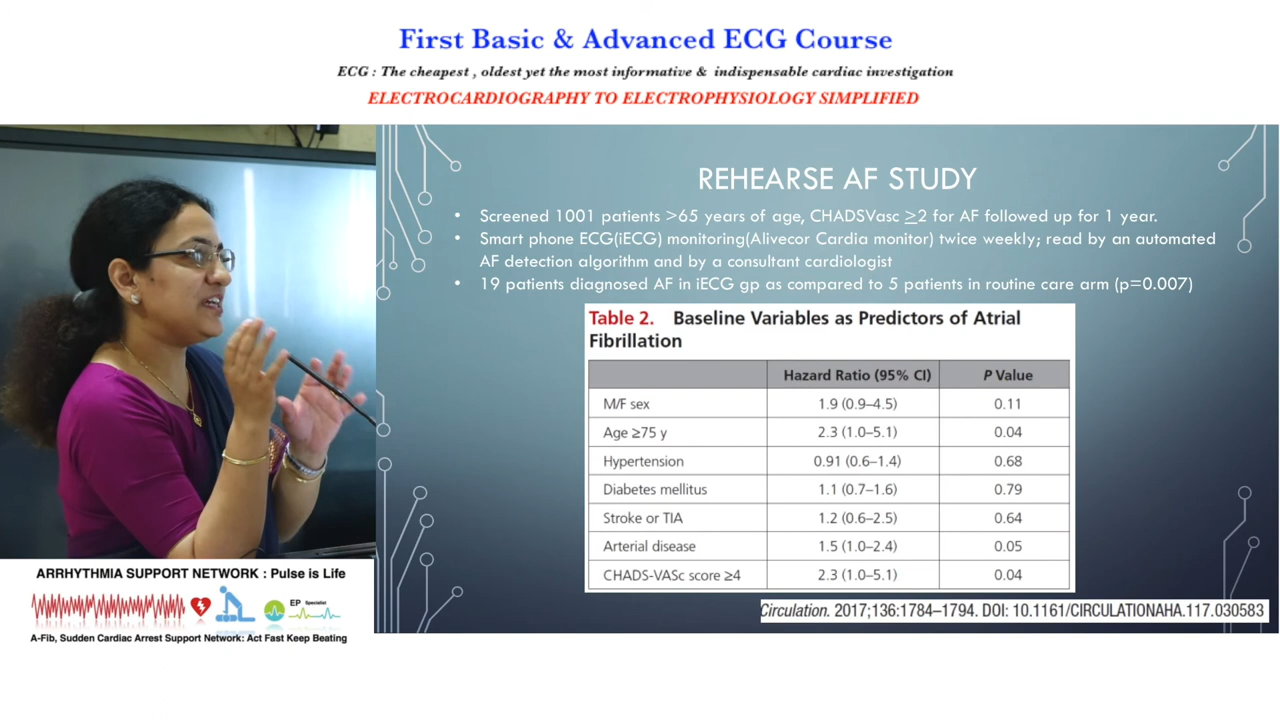 First Basic & Advanced ECG Course
ECG : The cheapest , oldest yet the most informative & indispensable cardiac investigation
ELECTROCARDIOGRAPHY TO ELECTROPHYSIOLOGY SIMPLIFIED
REHEARSE AF STUDY
• Screened 1001 patients >65 years of age, CHADSVasc ≥2 for AF followed up for 1 year.
• Smart phone ECG(iECG) monitoring(Alivecor Cardia monitor) twice weekly; read by an automated
AF detection algorithm and by a consultant cardiologist
• 19 patients diagnosed AF in iECG gp as compared to 5 patients in routine care arm (p=0.007)
Table 2. Baseline Variables as Predictors of Atrial
Fibrillation
Hazard Ratio (95% CI) P Value
M/F sex 1.9 (0.9–4.5) 0.11
Age ≥75 y 2.3 (1.0–5.1) 0.04
Hypertension 0.91 (0.6–1.4) 0.68
Diabetes mellitus 1.1 (0.7–1.6) 0.79
Stroke or TIA 1.2 (0.6–2.5) 0.64
Arterial disease 1.5 (1.0–2.4) 0.05
CHADS-VASc score ≥4 2.3 (1.0–5.1) 0.04
Circulation. 2017;136:1784–1794. DOI: 10.1161/CIRCULATIONAHA.117.030583
ARRHYTHMIA SUPPORT NETWORK : Pulse is Life
EP Specialist
A-Fib, Sudden Cardiac Arrest Support Network: Act Fast Keep Beating